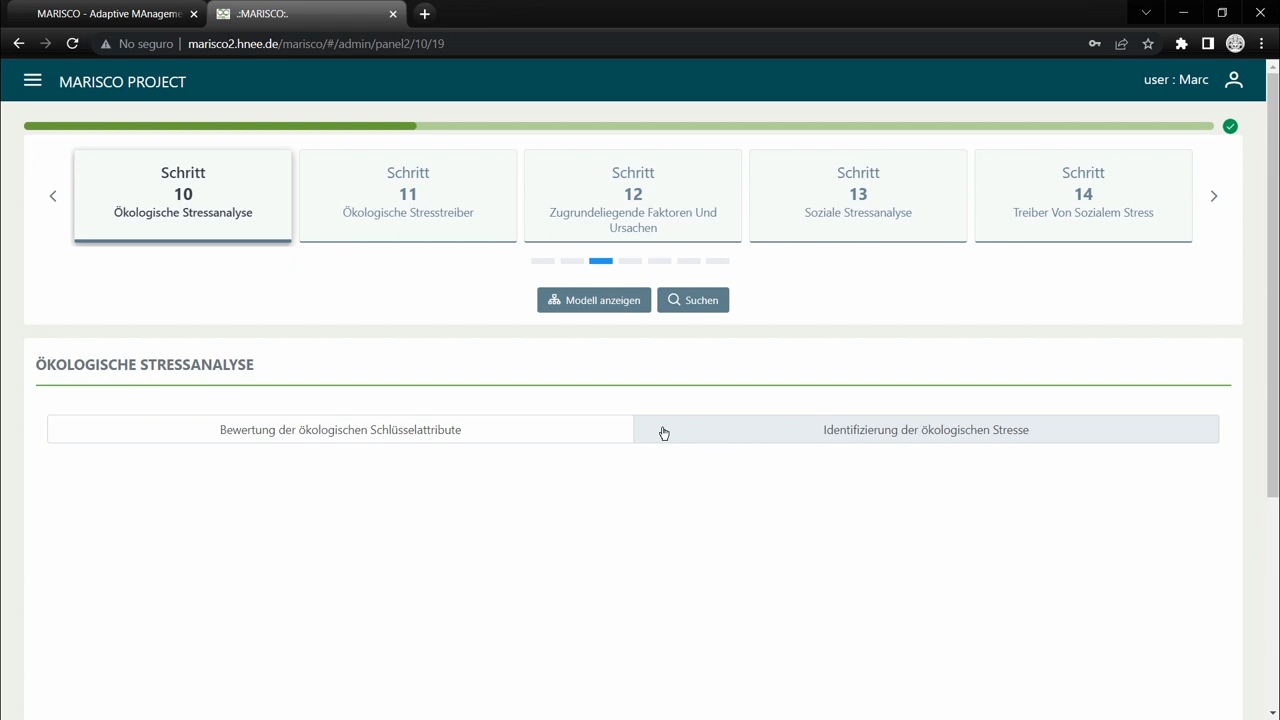 MARISCO - Adaptive MAnageme
.:MARISCO:.
No seguro | marisco2.hnee.de/marisco/#/admin/panel2/10/19
MARISCO PROJECT
user : Marc
Schritt
10
Ökologische Stressanalyse
Schritt
11
Ökologische Stresstreiber
Schritt
12
Zugrundeliegende Faktoren Und
Ursachen
Schritt
13
Soziale Stressanalyse
Schritt
14
Treiber Von Sozialem Stress
Modell anzeigen
Suchen
ÖKOLOGISCHE STRESSANALYSE
Bewertung der ökologischen Schlüsselattribute
Identifizierung der ökologischen Stresse